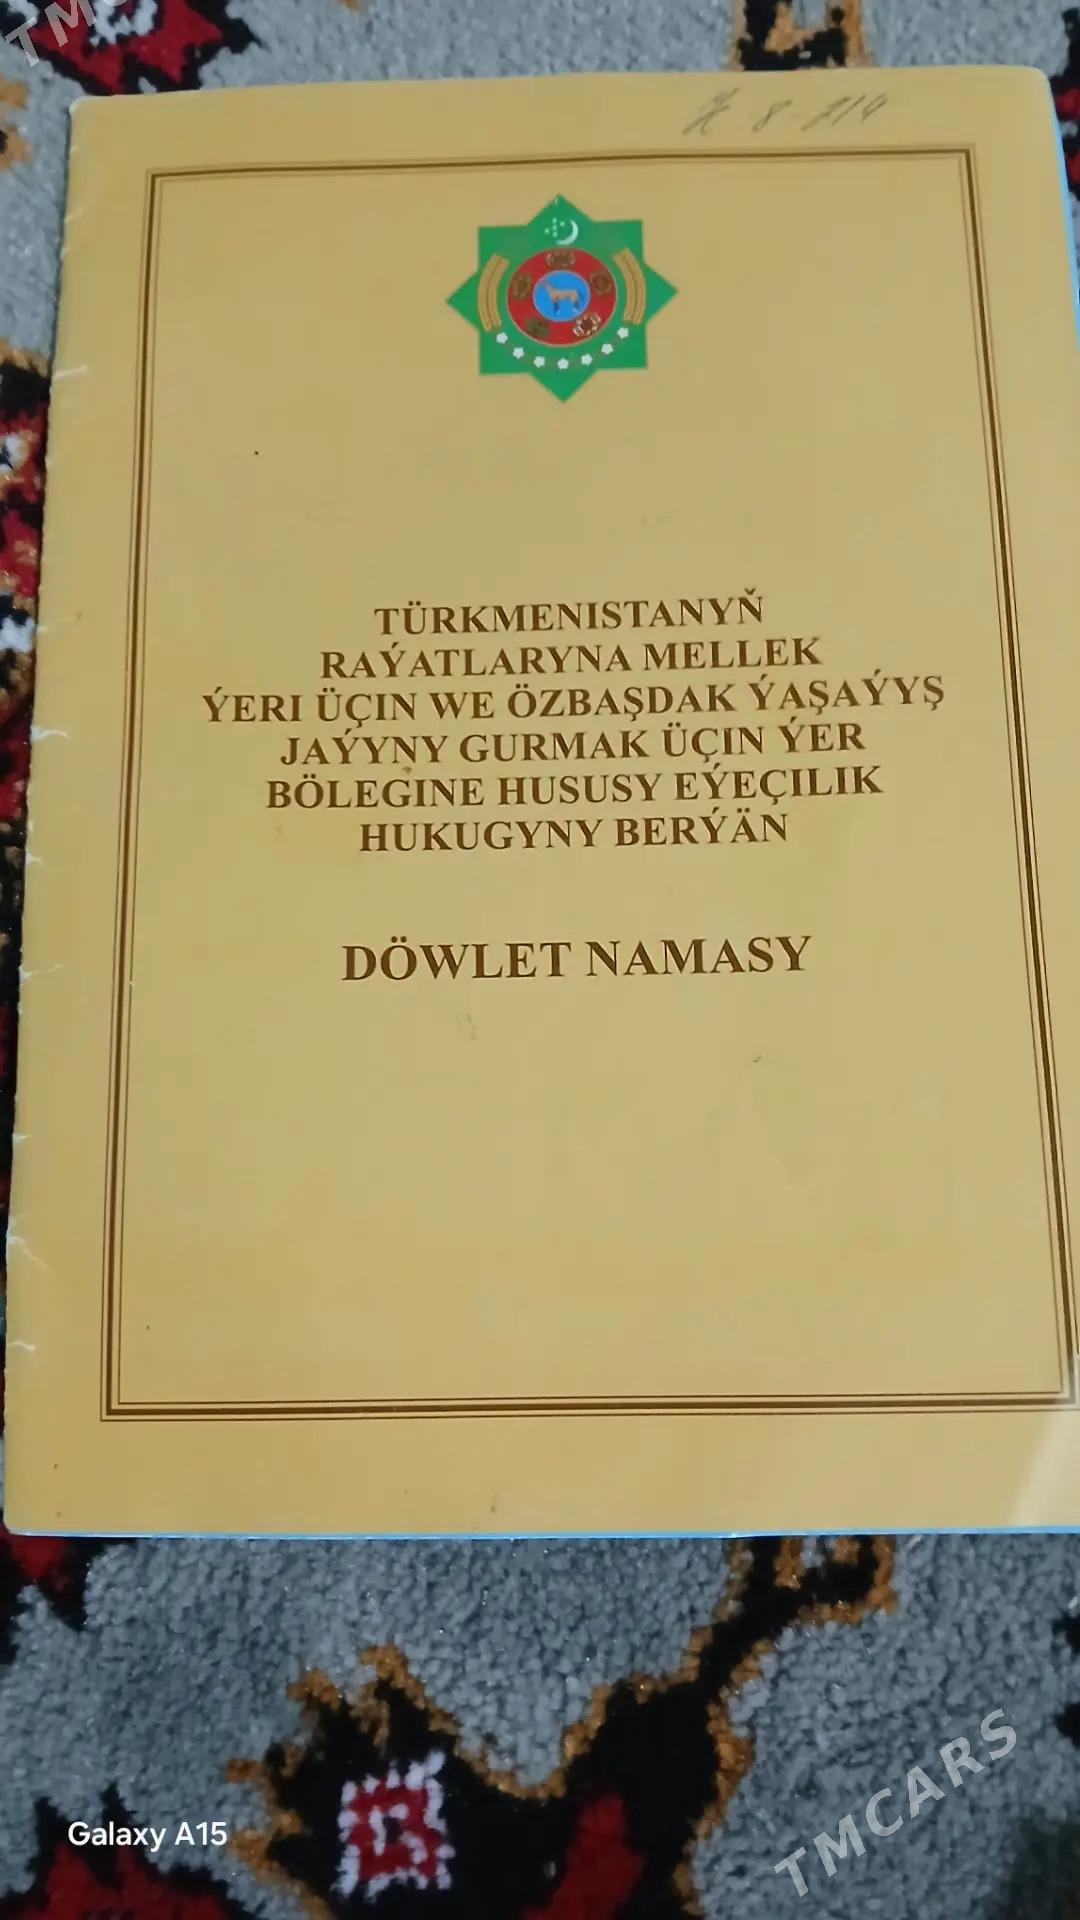 TÜRKMENISTANYŇ
RAÝATLARYNA MELLEK
ÝERI ÜÇIN WE ÖZBAŞDAK ÝAŞAÝYŞ
JAÝYNY GURMAK ÜÇIN ÝER
BÖLEGINE HUSUSY EÝEÇILIK
HUKUGYNY BERÝÄN
DÖWLET NAMASY
Galaxy A15
TMCARS